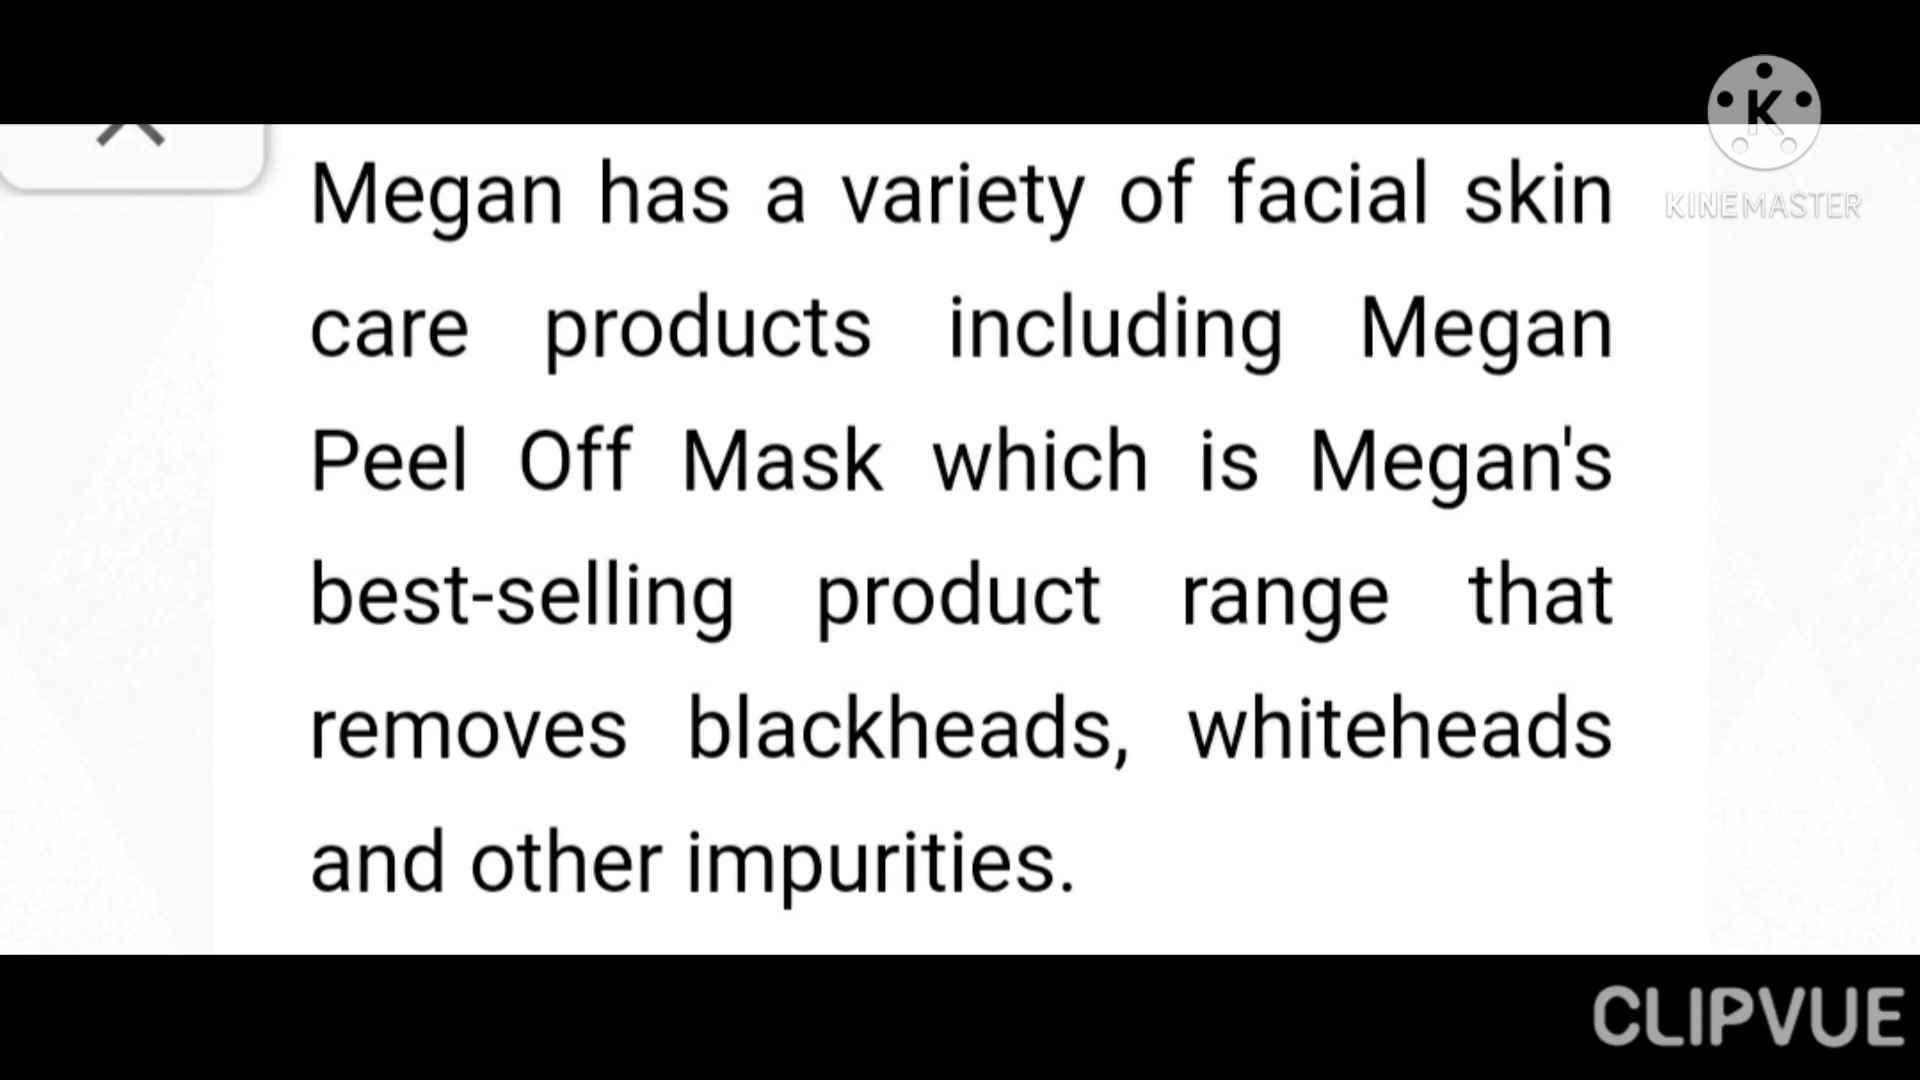 K
KINEMASTER
Megan has a variety of facial skin
care products including Megan
Peel Off Mask which is Megan's
best-selling product range that
removes blackheads, whiteheads
and other impurities.
CLIPVUE